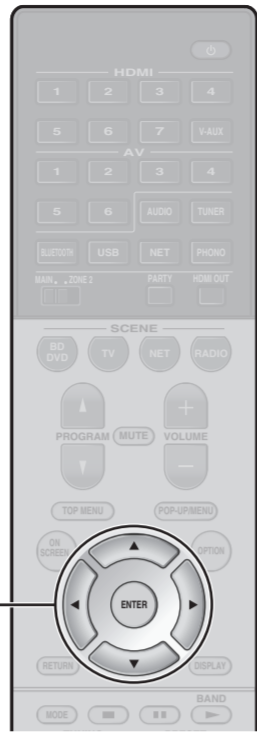 HDMI
1 2 3 4
5 6 7 V-AUX
AV
1 2 3 4
5 6 AUDIO TUNER
BLUETOOTH USB NET PHONO
MAIN ZONE 2 PARTY HDMI OUT
SCENE
BD DVD TV NET RADIO
PROGRAM MUTE VOLUME
TOP MENU POP-UP/MENU
ON SCREEN OPTION
ENTER
RETURN DISPLAY
BAND
MODE